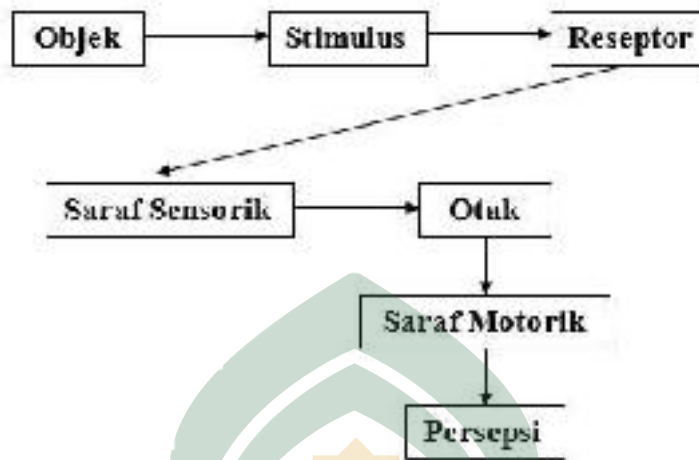 Objek Stimulus Reseptor
Saraf Sensorik Otak
Saraf Motorik
Persepsi